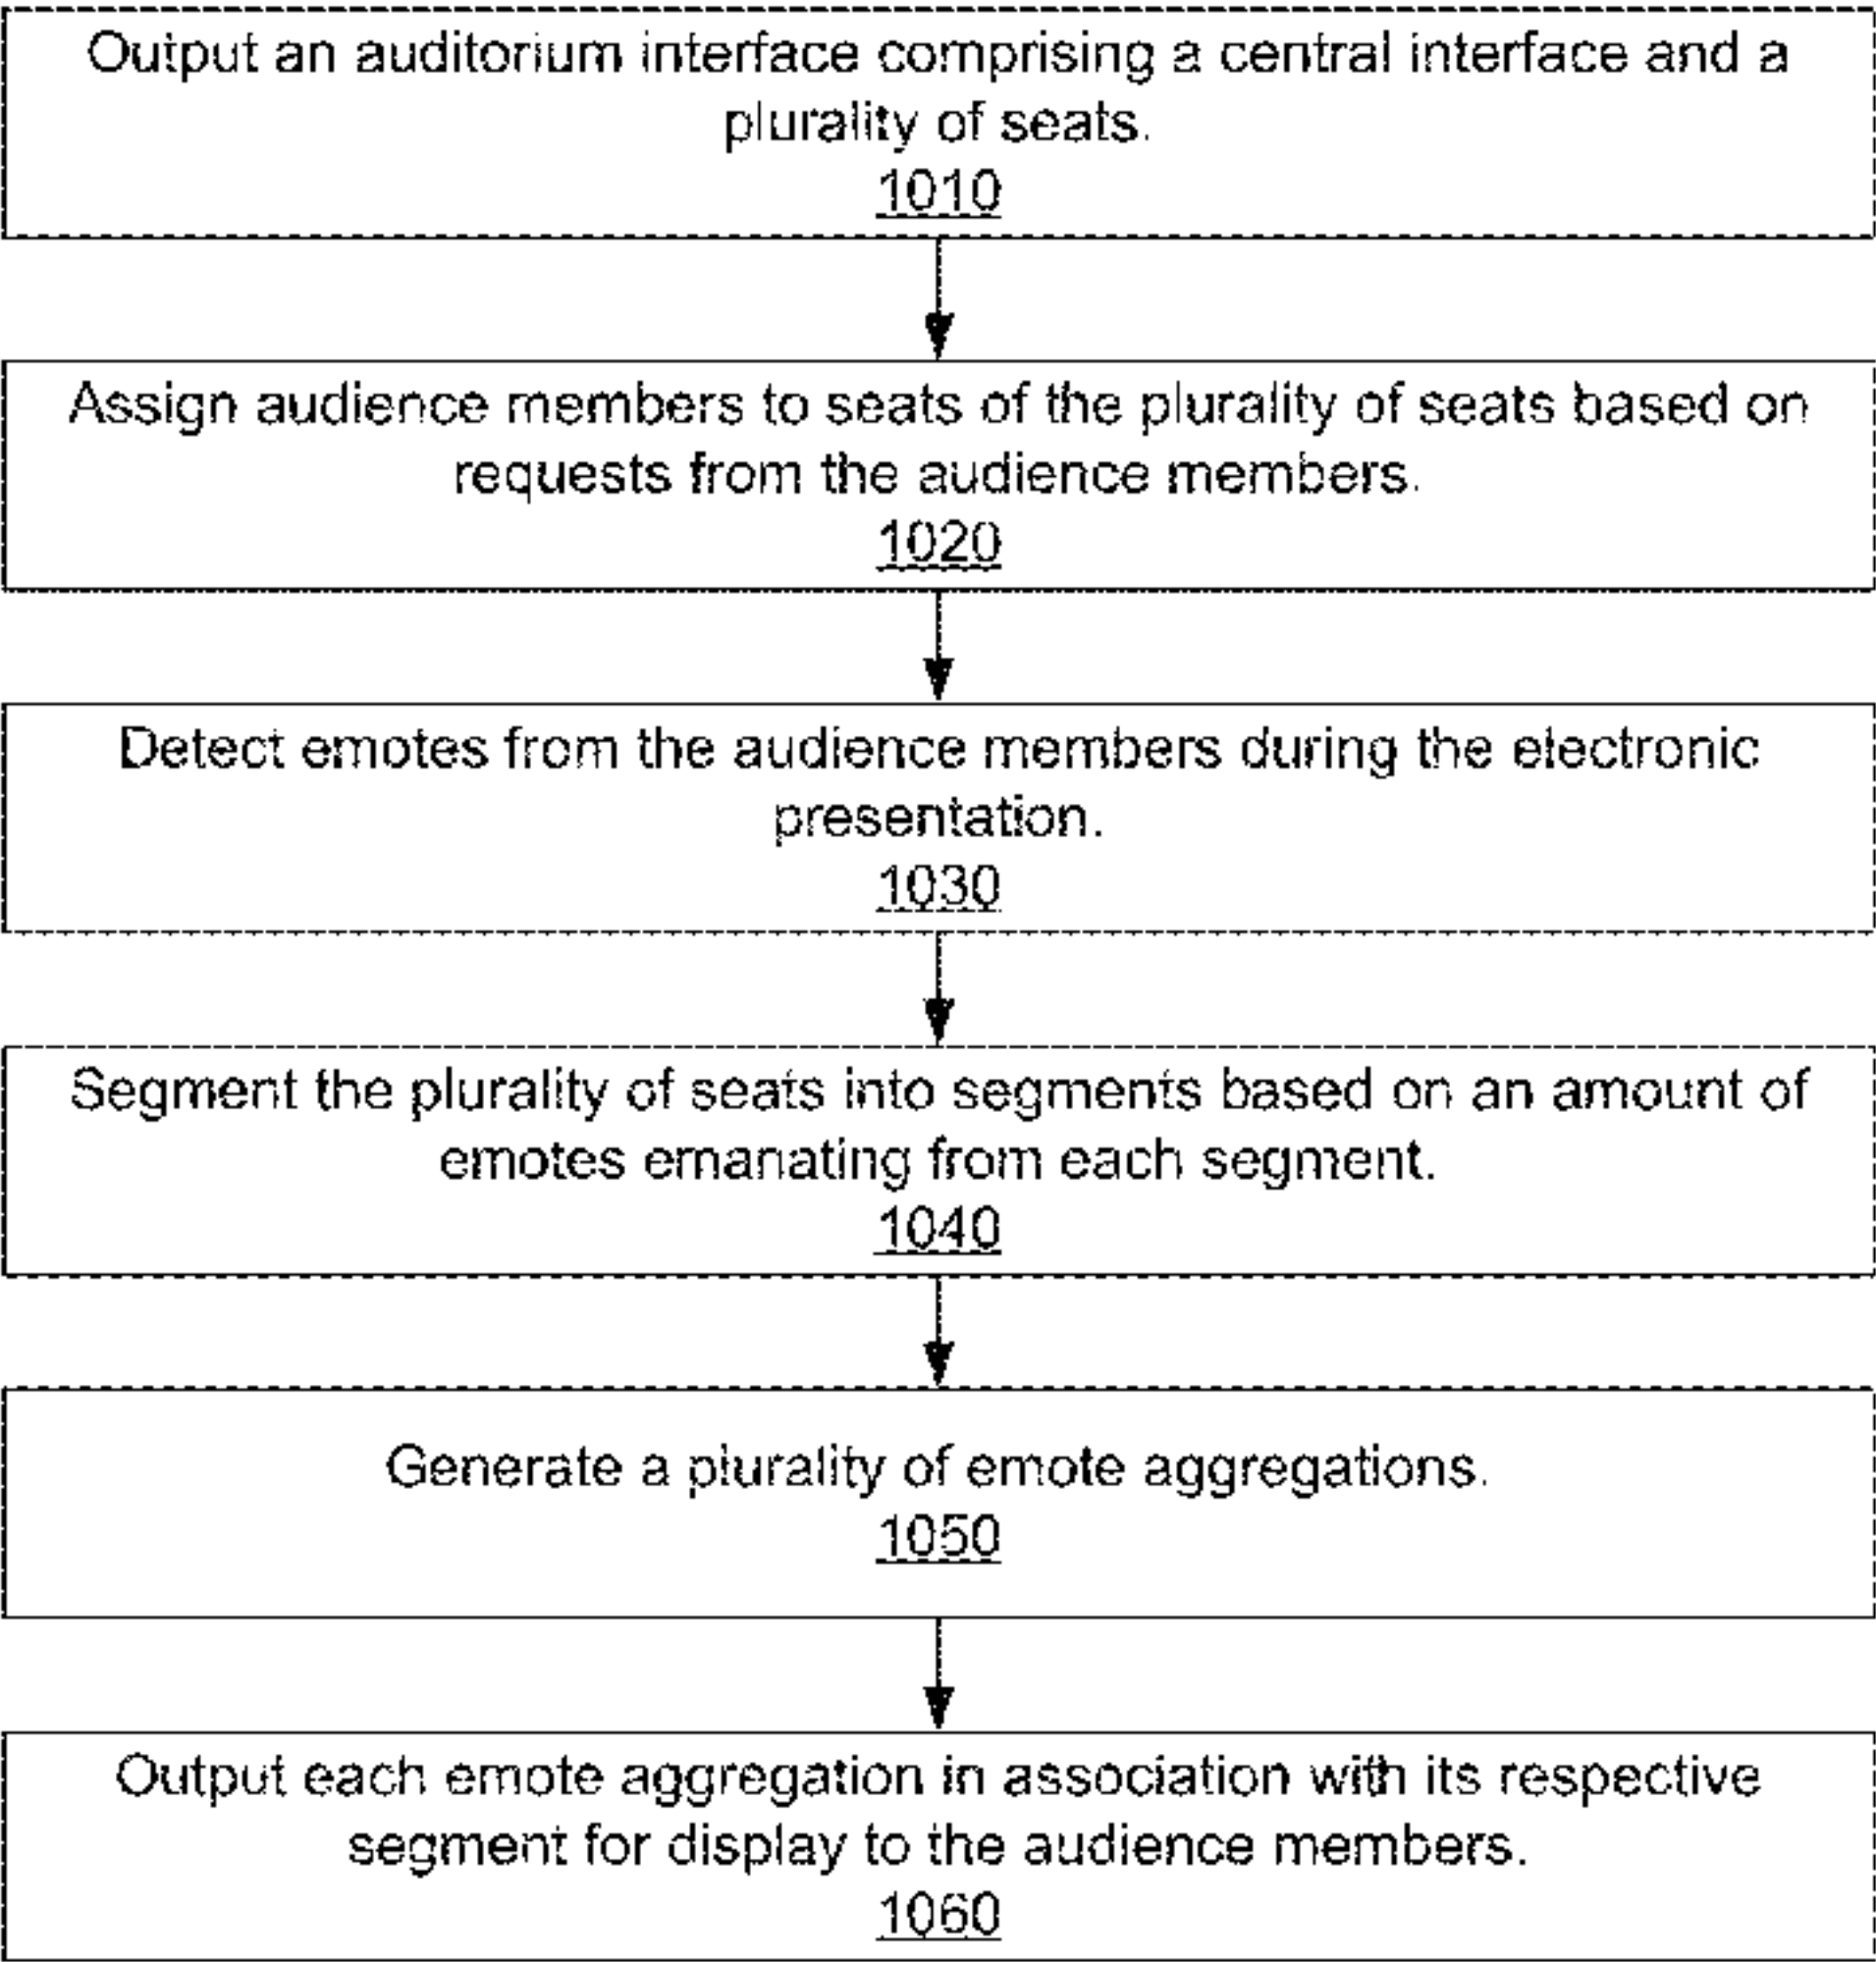 Output an auditorium interface comprising a central interface and a
plurality of seats.
1010
Assign audience members to seats of the plurality of seats based on
requests from the audience members.
1020
Detect emotes from the audience members during the electronic
presentation.
1030
Segment the plurality of seats into segments based on an amount of
emotes emanating from each segment.
1040
Generate a plurality of emote aggregations.
1050
Output each emote aggregation in association with its respective
segment for display to the audience members.
1060